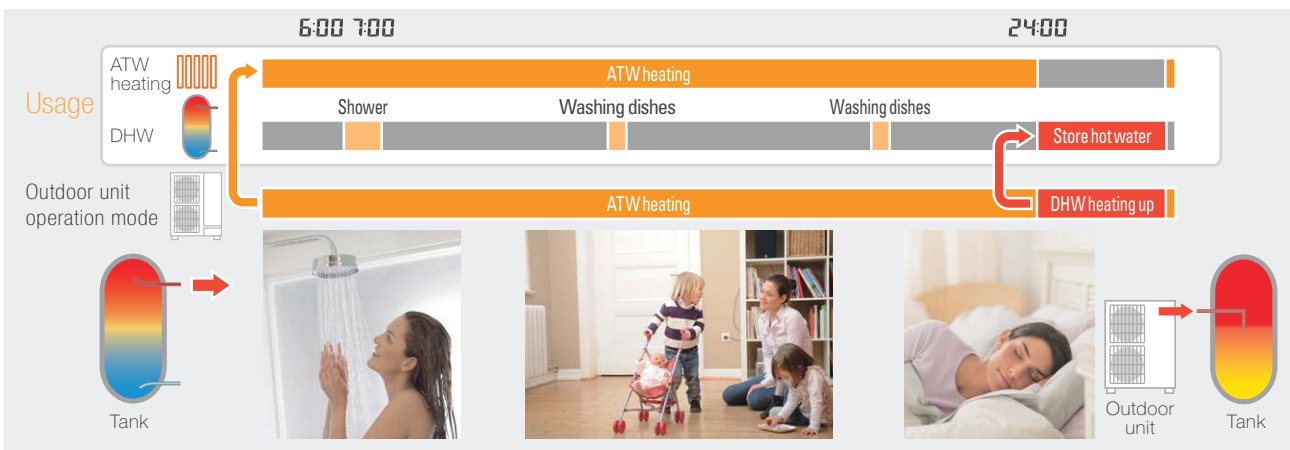 6:00 7:00
24:00
Usage
ATW
heating
ATW heating
Shower
Washing dishes
Washing dishes
DHW
Store hot water
Outdoor unit
operation mode
ATW heating
DHW heating up
Tank
Outdoor
unit
Tank